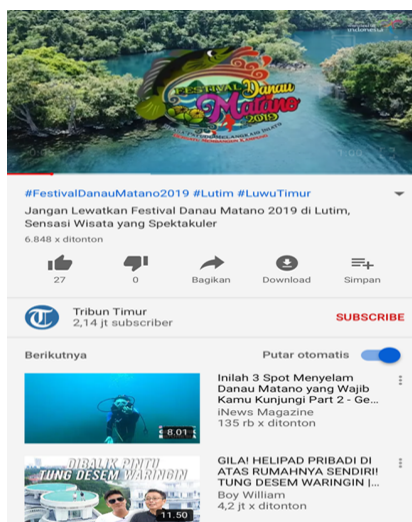 indonesia
FESTIVAL Danau
Matano
2019
#FestivalDanauMatano2019 #Lutim #LuwuTimur
Jangan Lewatkan Festival Danau Matano 2019 di Lutim,
Sensasi Wisata yang Spektakuler
6.848 x ditonton
27
0
Bagikan
Download
Simpan
Tribun Timur
2,14 jt subscriber
SUBSCRIBE
Berikutnya
Putar otomatis
Inilah 3 Spot Menyelam
Danau Matano yang Wajib
Kamu Kunjungi Part 2 - Ge...
iNews Magazine
135 rb x ditonton
8.01
DIBALIK PINTU
TUNG DESEM WARINGIN
11.50
GILA! HELIPAD PRIBADI DI
ATAS RUMAHNYA SENDIRI!
TUNG DESEM WARINGIN |...
Boy William
4,2 jt x ditonton